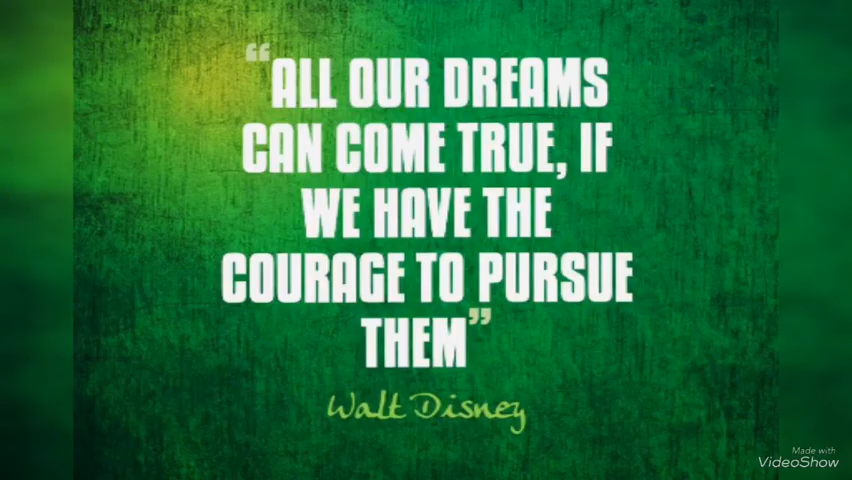 “ALL OUR DREAMS
CAN COME TRUE, IF
WE HAVE THE
COURAGE TO PURSUE
THEM”
Walt Disney
Made with
VideoShow